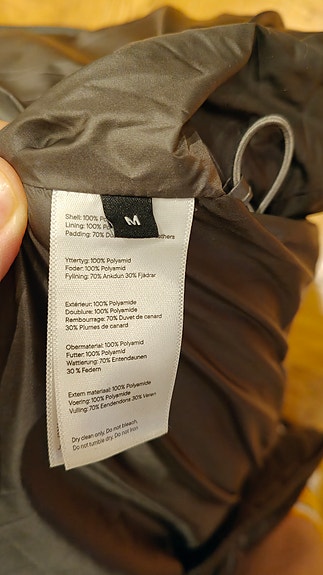 M
Shell: 100%
Lining: 100%
Padding: 70%
Yttertyg: 100% Polyamid
Foder: 100% Polyamid
Fyllning: 70% Ankdun 30% Fjädrar
Extérieur: 100% Polyamide
Doublure: 100% Polyamide
Rembourrage: 70% Duvet de canard
30% Plumes de canard
Obermaterial: 100% Polyamid
Futter: 100% Polyamid
Wattierung: 70% Entendeunen
30 % Federn
Extern materiaal: 100% Polyamide
Voering: 100% Polyamide
Vulling: 70% Eendendons 30% Veren
Dry clean only, Do not bleach,
Do not tumble dry, Do not iron